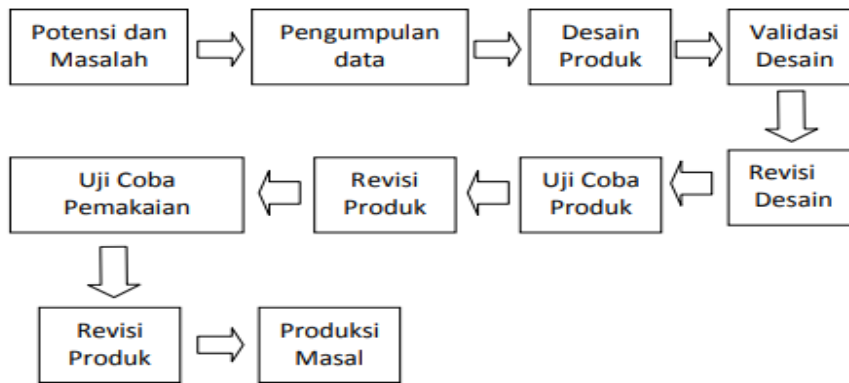 Potensi dan
Masalah
Pengumpulan
data
Desain
Produk
Validasi
Desain
Revisi
Desain
Uji Coba
Produk
Revisi
Produk
Uji Coba
Pemakaian
Revisi
Produk
Produksi
Masal